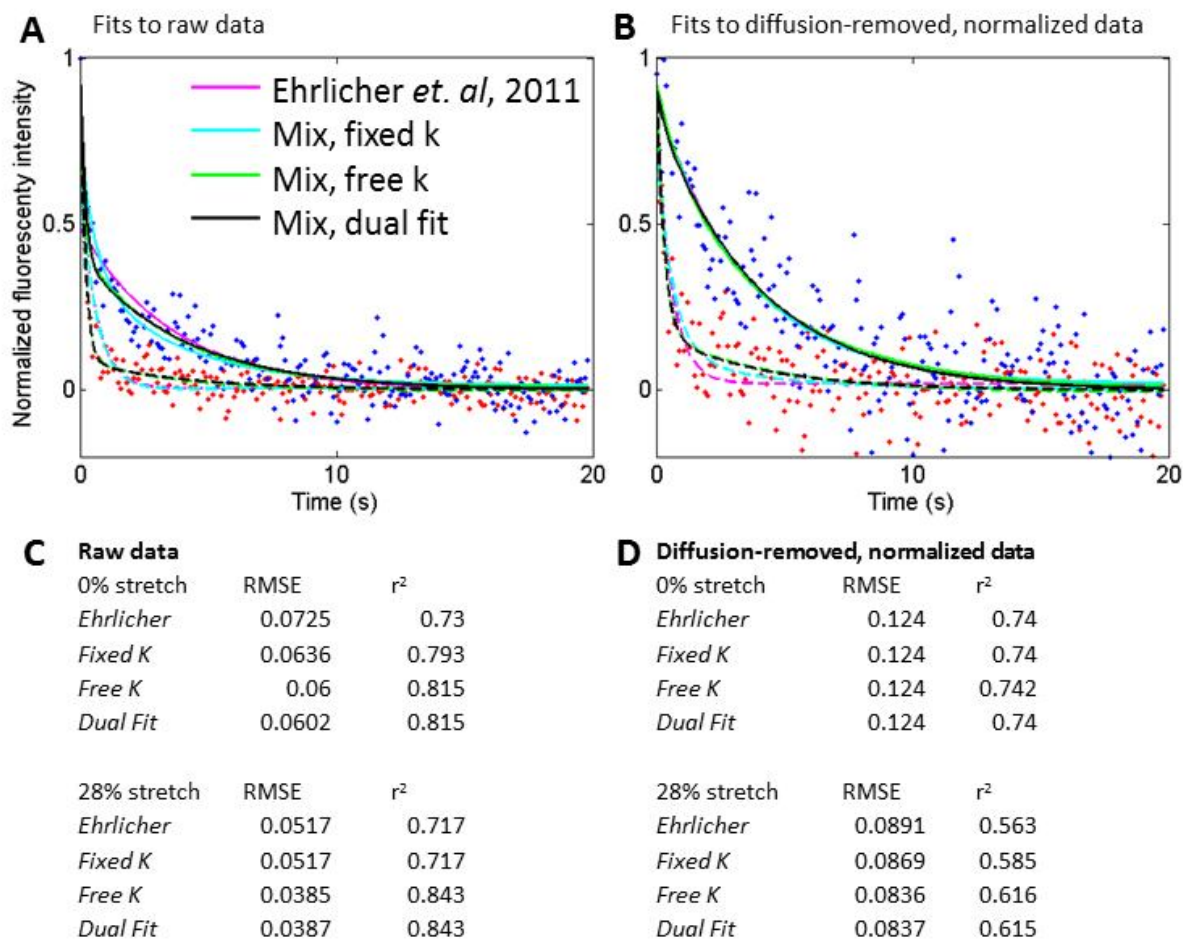 A Fits to raw data
Normalized fluorescenty intensity
1
0.5
0
0 10 20
Time (s)
Ehrlicher et. al, 2011
Mix, fixed k
Mix, free k
Mix, dual fit
B Fits to diffusion-removed, normalized data
1
0.5
0
0 10 20
Time (s)
C Raw data
0% stretch RMSE r²
Ehrlicher 0.0725 0.73
Fixed K 0.0636 0.793
Free K 0.06 0.815
Dual Fit 0.0602 0.815
28% stretch RMSE r²
Ehrlicher 0.0517 0.717
Fixed K 0.0517 0.717
Free K 0.0385 0.843
Dual Fit 0.0387 0.843
D Diffusion-removed, normalized data
0% stretch RMSE r²
Ehrlicher 0.124 0.74
Fixed K 0.124 0.74
Free K 0.124 0.742
Dual Fit 0.124 0.74
28% stretch RMSE r²
Ehrlicher 0.0891 0.563
Fixed K 0.0869 0.585
Free K 0.0836 0.616
Dual Fit 0.0837 0.615